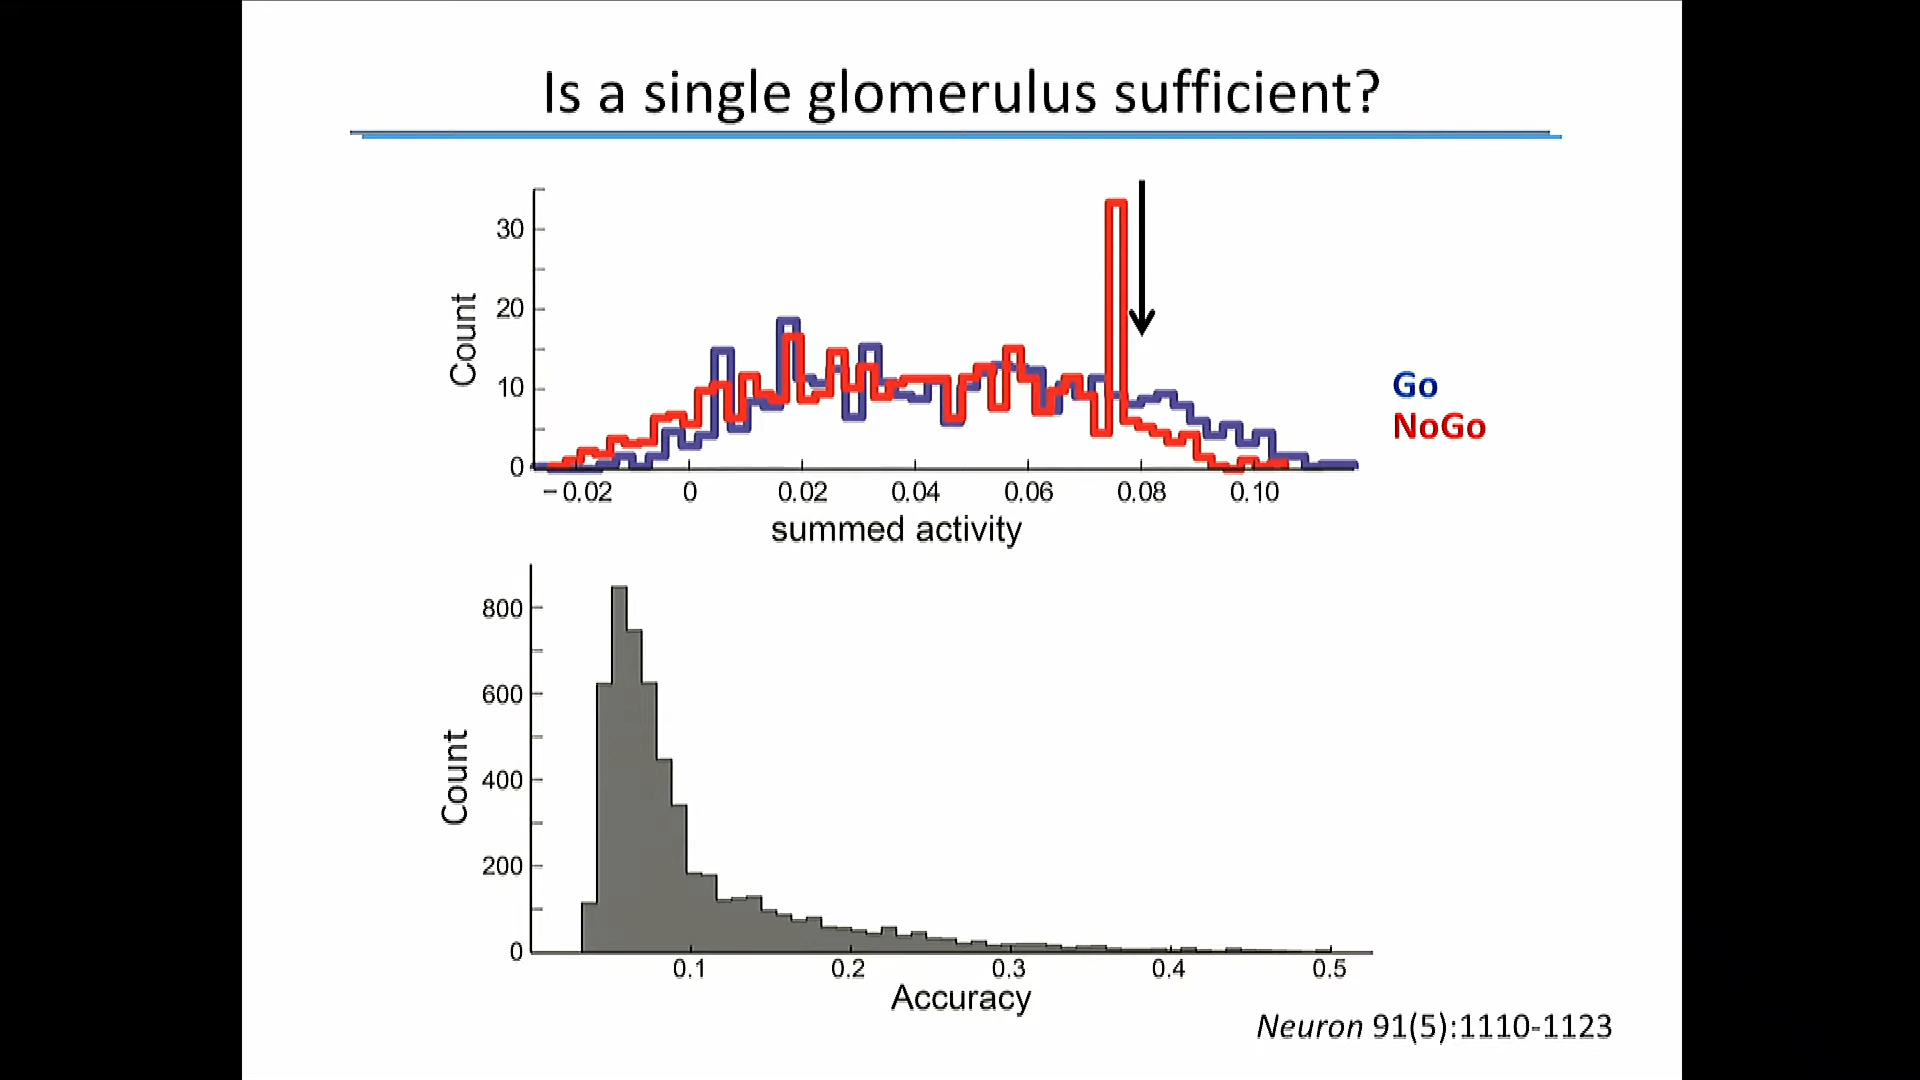 Is a single glomerulus sufficient?
30
20
10
0
Count
−0.02 0 0.02 0.04 0.06 0.08 0.10
summed activity
Go
NoGo
800
600
400
200
0
Count
0.1 0.2 0.3 0.4 0.5
Accuracy
Neuron 91(5):1110-1123